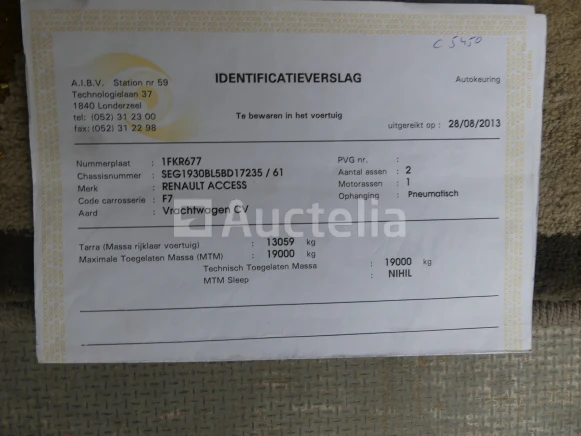 C 5450
IDENTIFICATIEVERSLAG
A.I.B.V. Station nr 59
Technologielaan 37
1840 Londerzeel
tel: (052) 31 23 00
fax: (052) 31 22 98
Autokeuring
Te bewaren in het voertuig
uitgereikt op : 28/08/2013
Nummerplaat : 1FKR677
PVG nr. :
Chassisnummer : SEG1930BL5BD17235 / 61
Aantal assen : 2
Merk : RENAULT ACCESS
Motorassen : 1
Code carrosserie : F7
Ophanging : Pneumatisch
Aard : Vrachtwagen CV
Auctelia
Tarra (Massa rijklaar voertuig) : 13059 kg
Maximale Toegelaten Massa (MTM) : 19000 kg
Technisch Toegelaten Massa : 19000 kg
MTM Sleep : NIHIL